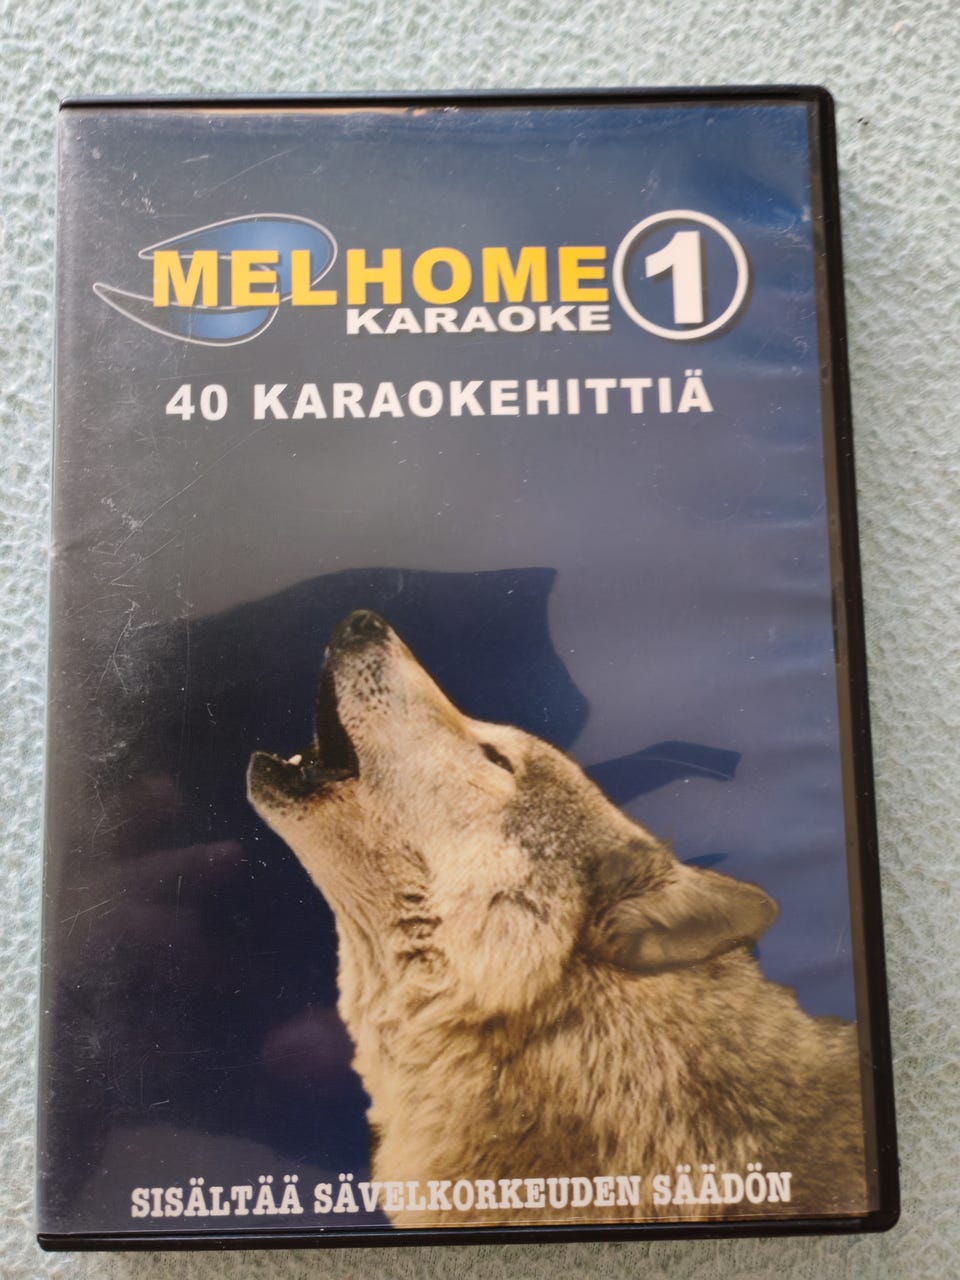 MELHOME 1
KARAOKE
40 KARAOKEHITTIÄ
SISÄLTÄÄ SÄVELKORKEUDEN SÄÄDÖN